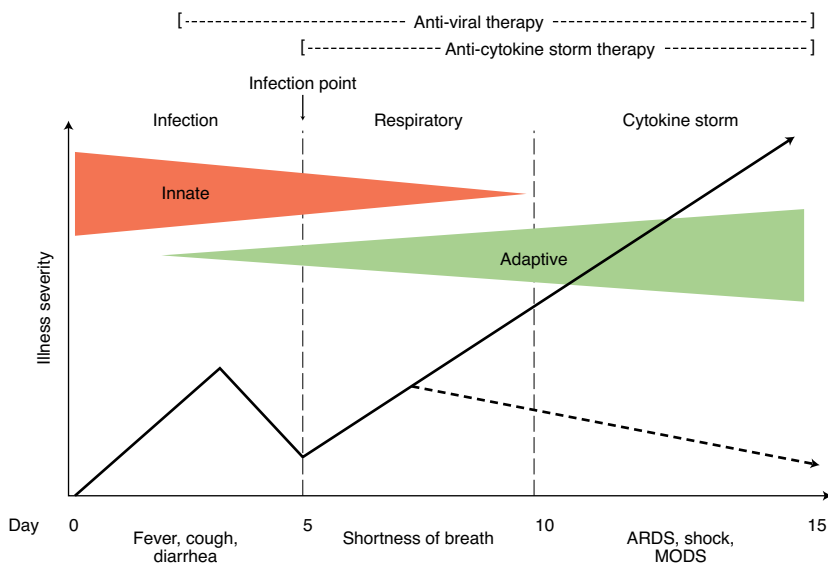 Anti-viral therapy
Anti-cytokine storm therapy
Infection point
Infection
Respiratory
Cytokine storm
Innate
Adaptive
Illness severity
Day
0
5
10
15
Fever, cough,
diarrhea
Shortness of breath
ARDS, shock,
MODS